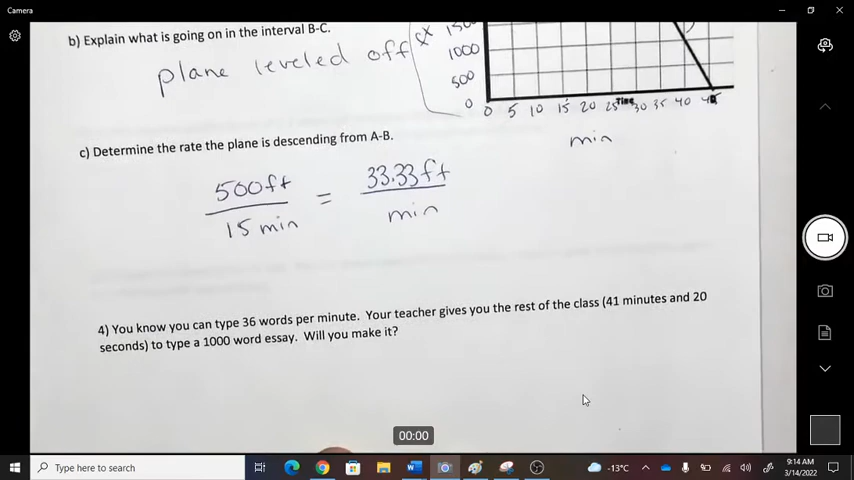 Camera
b) Explain what is going on in the interval B-C.
plane leveled off
1500
1000
500
0
0 5 10 15 20 25 Time 30 35 40 45
min
c) Determine the rate the plane is descending from A-B.
500ft = 33.33ft
15 min min
4) You know you can type 36 words per minute. Your teacher gives you the rest of the class (41 minutes and 20
seconds) to type a 1000 word essay. Will you make it?
00:00
Type here to search
-13°C
9:14 AM
3/14/2022